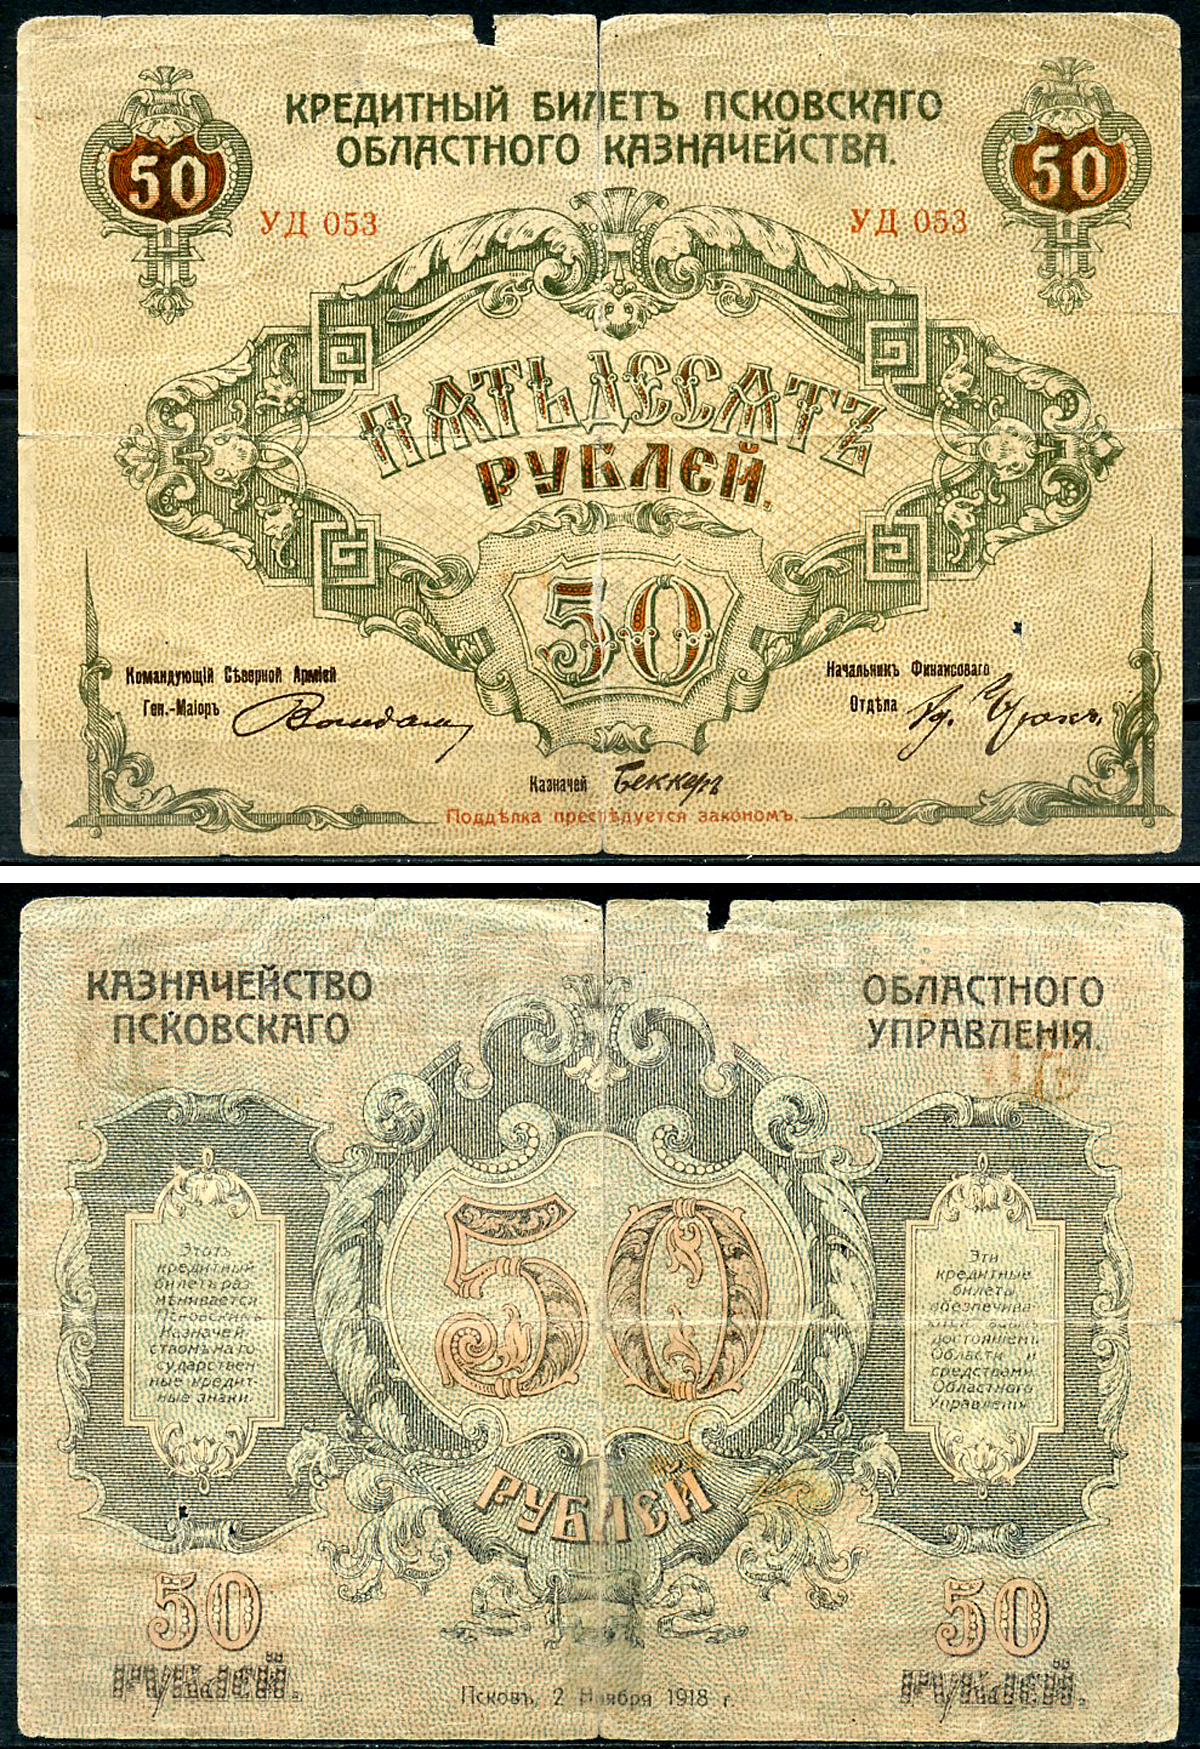 КРЕДИТНЫЙ БИЛЕТЪ ПСКОВСКАГО
ОБЛАСТНОГО КАЗНАЧЕЙСТВА.
50
50
УД 053
УД 053
ПЯТЬДЕСЯТЪ
РУБЛЕЙ.
50
Командующій Сѣверной Арміей
Ген.-Маіоръ
Начальникъ Финансоваго
Отдѣла
Казначей Беккеръ
Поддѣлка преслѣдуется закономъ.
КАЗНАЧЕЙСТВО
ПСКОВСКАГО
ОБЛАСТНОГО
УПРАВЛЕНІЯ.
Этотъ
кредитный
билетъ раз-
мѣнивается
Псковскимъ
Казначей-
ствомъ на го-
сударствен-
ные кредит-
ные знаки.
50
РУБЛЕЙ
Эти
кредитные
билеты
обезпечива-
достояніемъ
Области и
средствами
Областного
Управленія
50
РУБЛЕЙ.
50
РУБЛЕЙ.
Псковъ, 2 Ноября 1918 г.